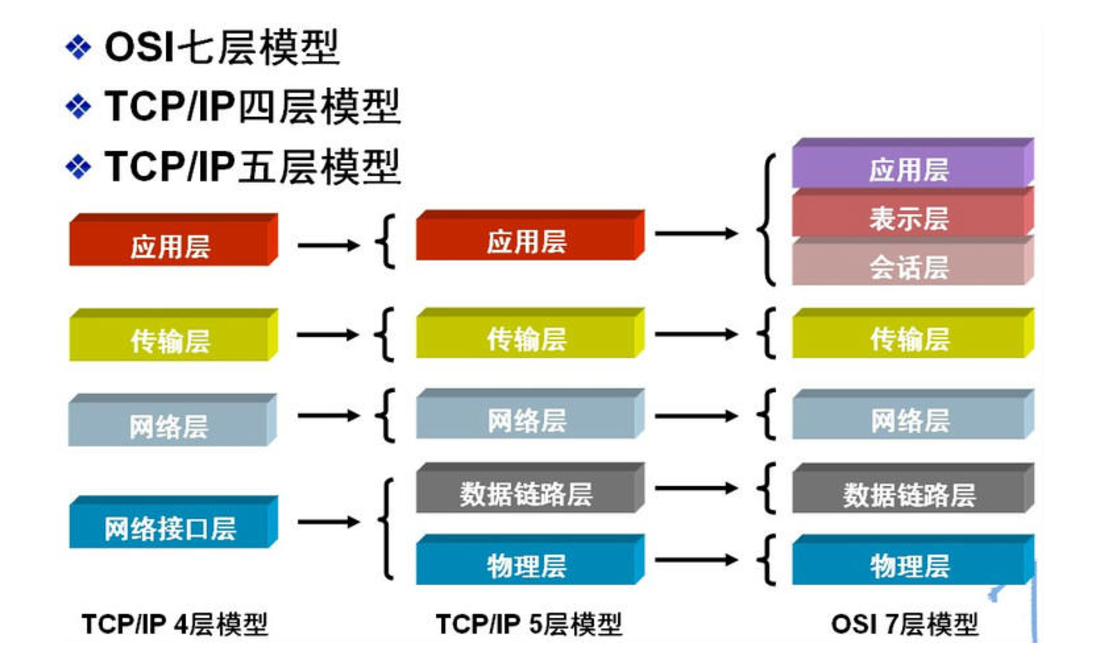 OSI七层模型
TCP/IP四层模型
TCP/IP五层模型
应用层
传输层
网络层
网络接口层
TCP/IP 4层模型
应用层
传输层
网络层
数据链路层
物理层
TCP/IP 5层模型
应用层
表示层
会话层
传输层
网络层
数据链路层
物理层
OSI 7层模型